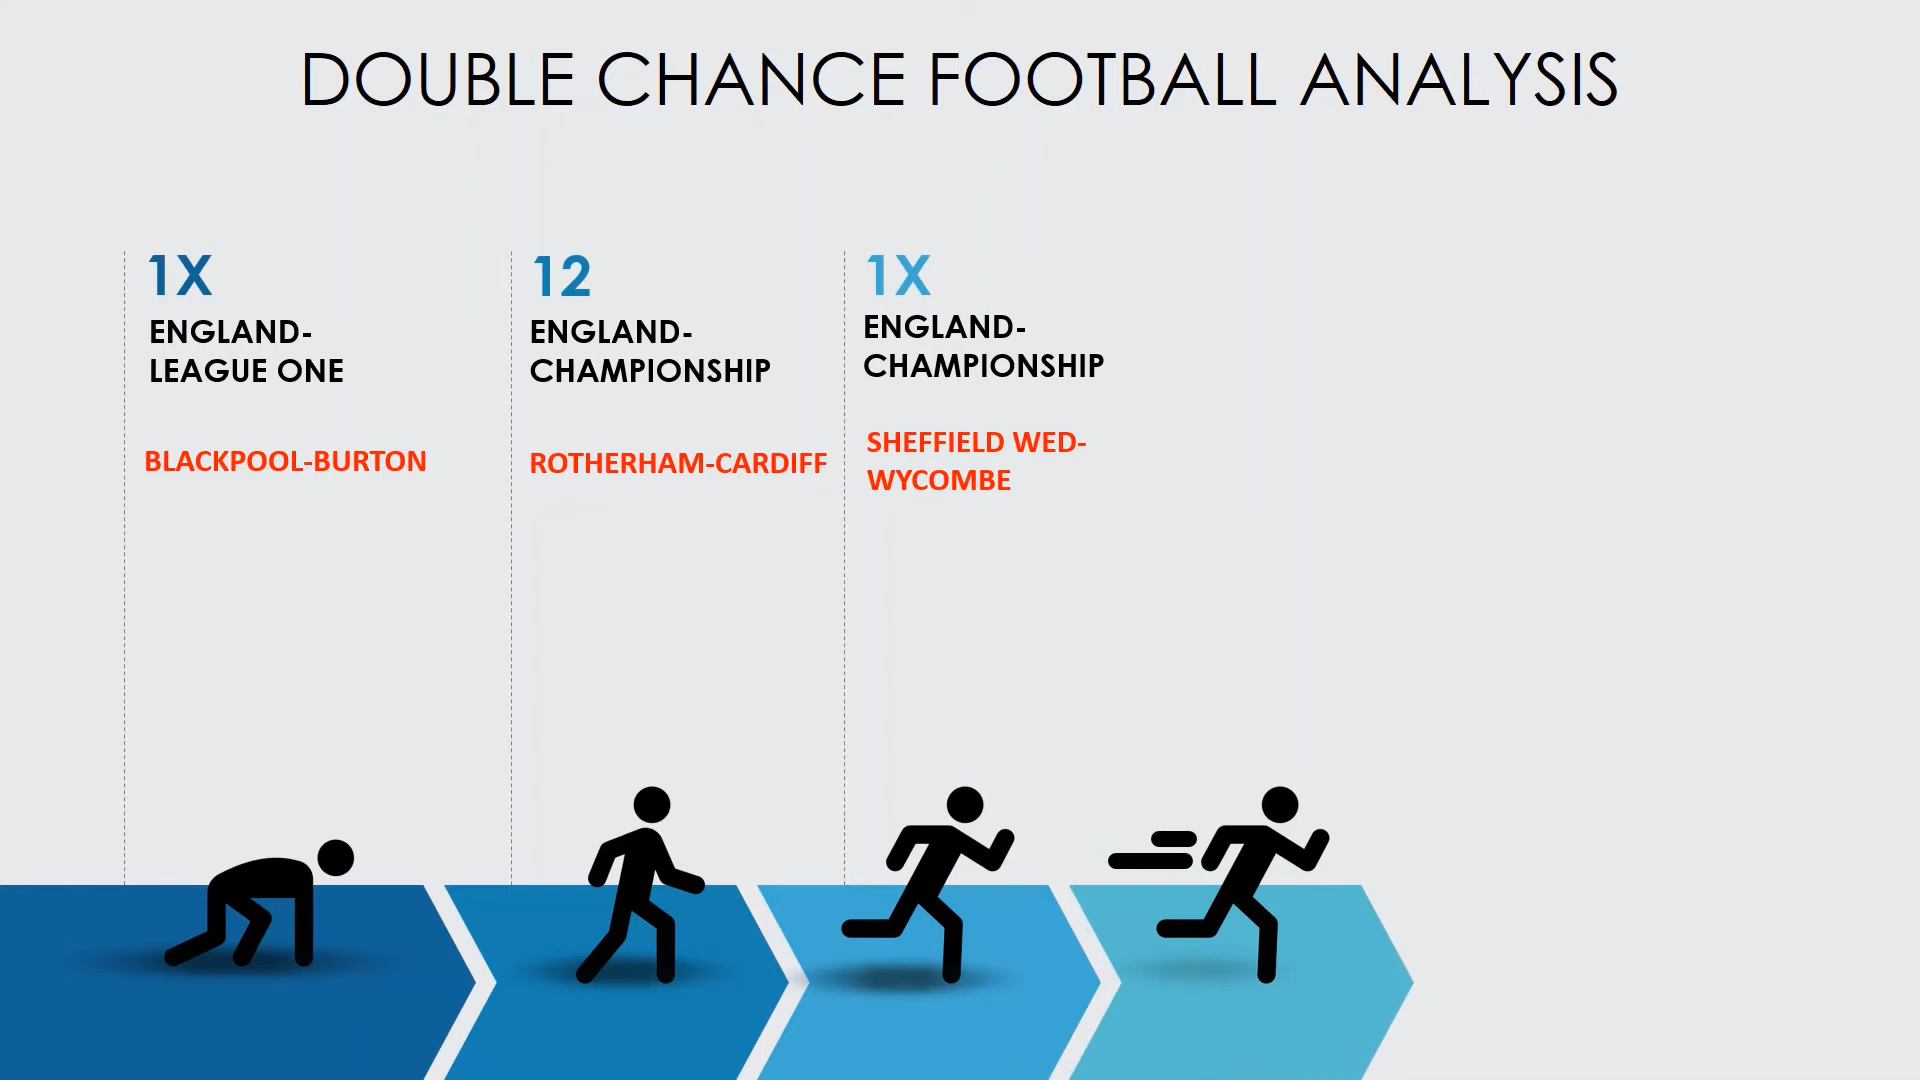 DOUBLE CHANCE FOOTBALL ANALYSIS
1X
ENGLAND-
LEAGUE ONE
BLACKPOOL-BURTON
12
ENGLAND-
CHAMPIONSHIP
ROTHERHAM-CARDIFF
1X
ENGLAND-
CHAMPIONSHIP
SHEFFIELD WED-
WYCOMBE